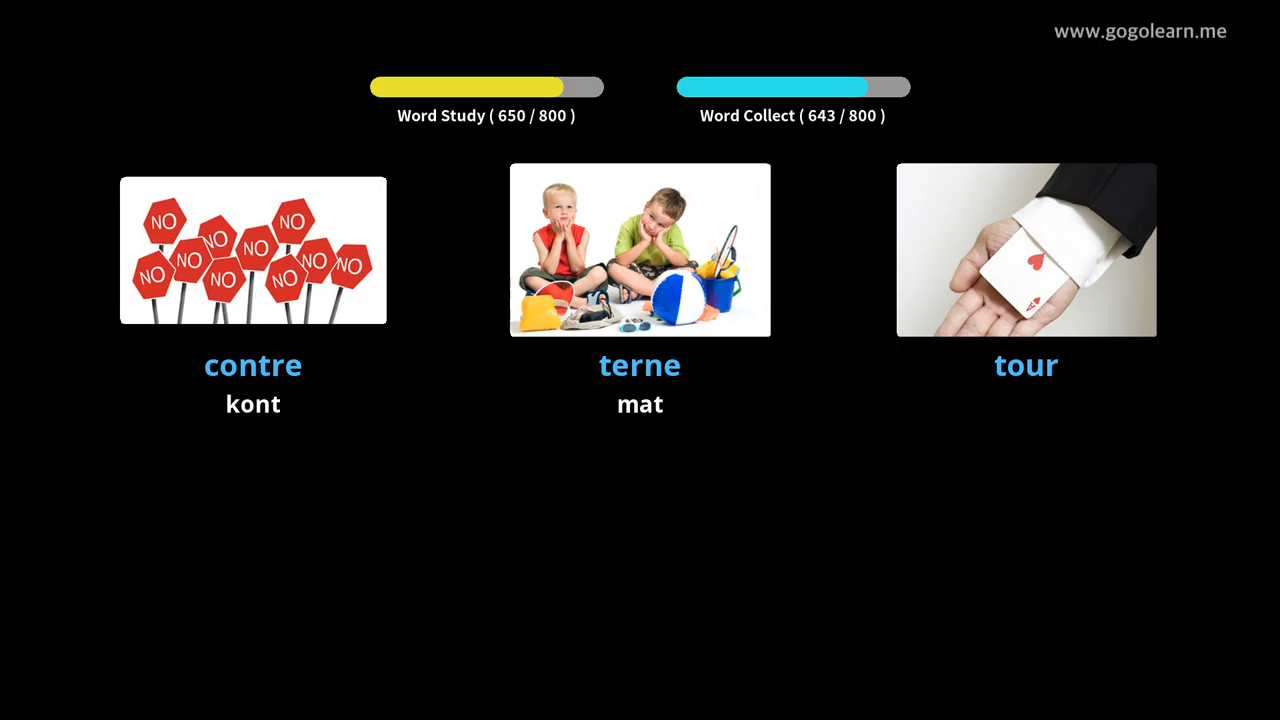 www.gogolearn.me
Word Study ( 650 / 800 )
Word Collect ( 643 / 800 )
NO NO NO NO NO NO NO NO NO NO
contre
kont
terne
mat
tour
A